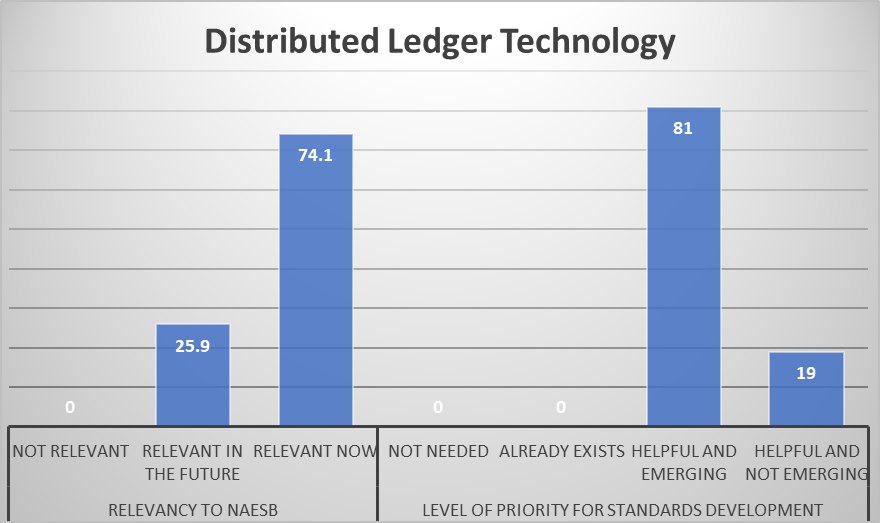 Distributed Ledger Technology
0
25.9
74.1
0
0
81
19
NOT RELEVANT
RELEVANT IN
THE FUTURE
RELEVANT NOW
NOT NEEDED
ALREADY EXISTS
HELPFUL AND
EMERGING
HELPFUL AND
NOT EMERGING
RELEVANCY TO NAESB
LEVEL OF PRIORITY FOR STANDARDS DEVELOPMENT